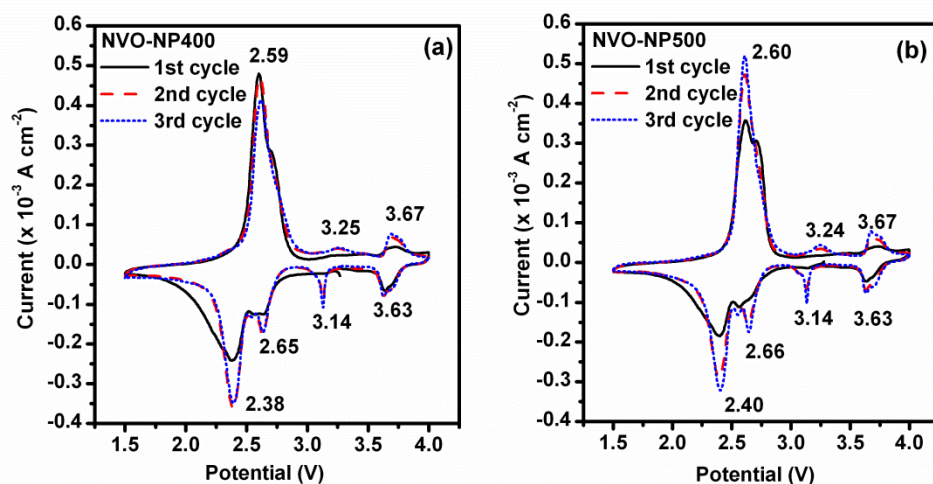 NVO-NP400
(a)
2.59
1st cycle
2nd cycle
3rd cycle
3.25
3.67
3.14
3.63
2.65
2.38
0.6
0.5
0.4
0.3
0.2
0.1
0.0
-0.1
-0.2
-0.3
-0.4
Current (x 10⁻³ A cm⁻²)
1.5 2.0 2.5 3.0 3.5 4.0
Potential (V)
NVO-NP500
(b)
2.60
1st cycle
2nd cycle
3rd cycle
3.24
3.67
3.14
3.63
2.66
2.40
0.6
0.5
0.4
0.3
0.2
0.1
0.0
-0.1
-0.2
-0.3
-0.4
Current (x 10⁻³ A cm⁻²)
1.5 2.0 2.5 3.0 3.5 4.0
Potential (V)